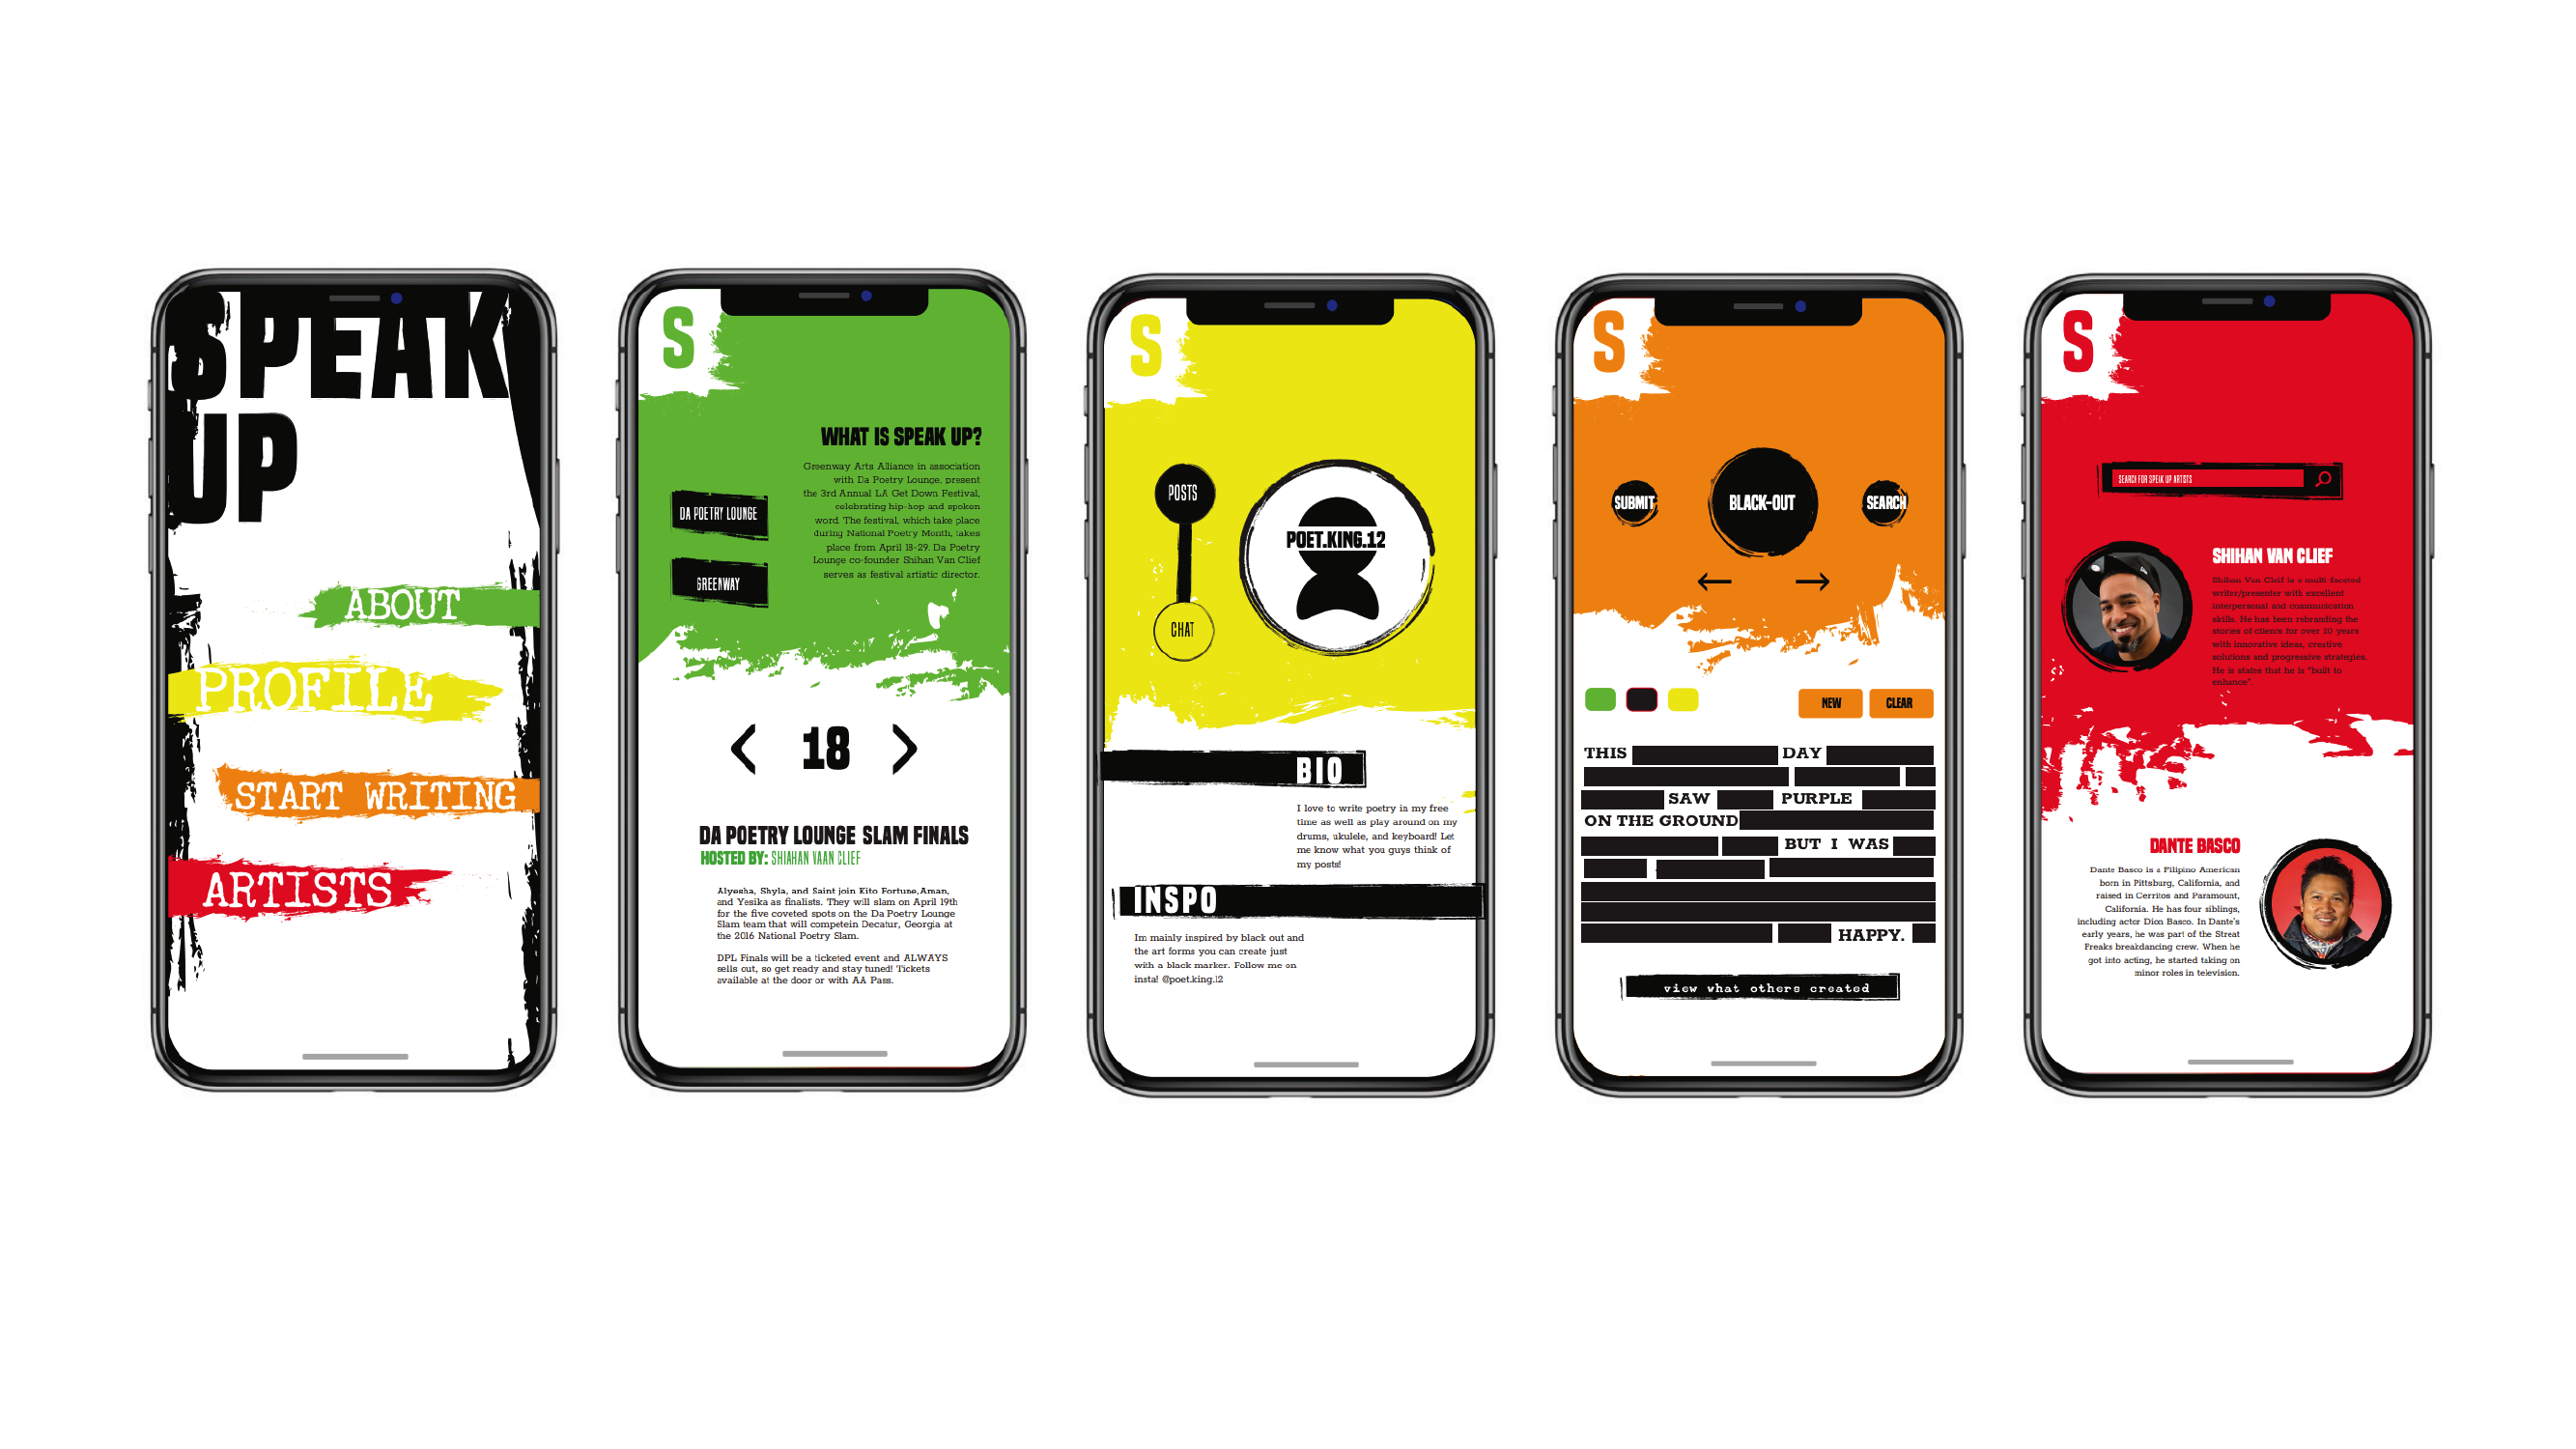 SPEAK
UP
ABOUT
PROFILE
START WRITING
ARTISTS
S
WHAT IS SPEAK UP?
Greenway Arts Alliance in association
with Da Poetry Lounge, present
the 3rd Annual LA Get Down Festival,
celebrating hip-hop and spoken
word. The festival, which take place
during National Poetry Month, takes
place from April 18-29. Da Poetry
Lounge co-founder Shihan Van Clief
serves as festival artistic director.
DA POETRY LOUNGE
GREENWAY
18
DA POETRY LOUNGE SLAM FINALS
HOSTED BY: SHIAHAN VAAN CLIEF
Alyesha, Shyla, and Saint join Kito Fortune,Aman,
and Yesika as finalists. They will slam on April 19th
for the five coveted spots on the Da Poetry Lounge
Slam team that will competein Decatur, Georgia at
the 2016 National Poetry Slam.
DPL Finals will be a ticketed event and ALWAYS
sells out, so get ready and stay tuned! Tickets
available at the door or with AA Pass.
S
POSTS
CHAT
POET.KING.12
BIO
I love to write poetry in my free
time as well as play around on my
drums, ukulele, and keyboard! Let
me know what you guys think of
my posts!
INSPO
Im mainly inspired by black out and
the art forms you can create just
with a black marker. Follow me on
insta! @poet.king.12
S
SUBMIT
BLACK-OUT
SEARCH
NEW
CLEAR
THIS DAY
SAW PURPLE
ON THE GROUND
BUT I WAS
HAPPY.
view what others created
S
SEARCH FOR SPEAK UP ARTISTS
SHIHAN VAN CLIEF
Shihan Van Cleif is a multi-faceted
writer/presenter with excellent
interpersonal and communication
skills. He has been rebranding the
stories of clients for over 20 years
with innovative ideas, creative
solutions and progressive strategies.
He is states that he is "built to
enhance".
DANTE BASCO
Dante Basco is a Filipino American
born in Pittsburg, California, and
raised in Cerritos and Paramount,
California. He has four siblings,
including actor Dion Basco. In Dante's
early years, he was part of the Streat
Freaks breakdancing crew. When he
got into acting, he started taking on
minor roles in television.